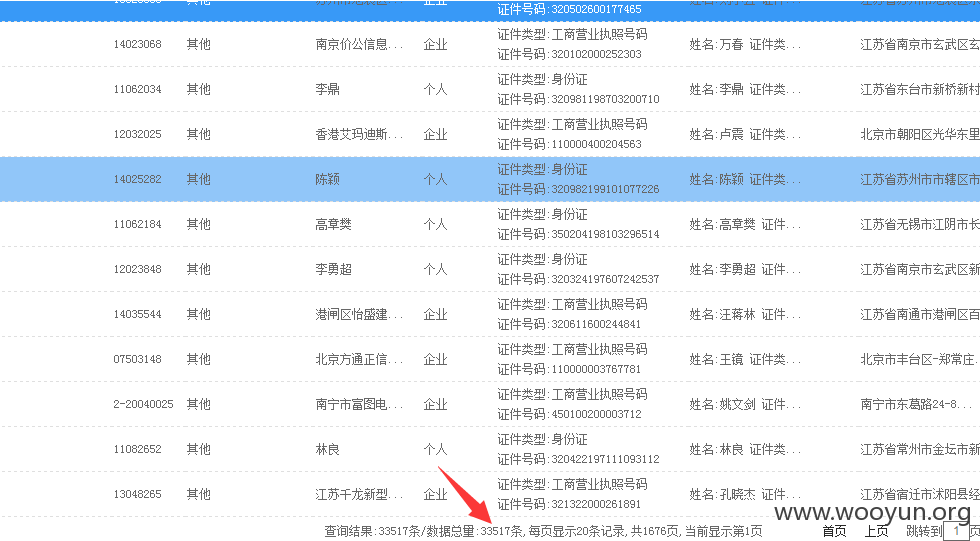 证件号码:320502600177465
14023068 其他 南京价公信息... 企业 证件类型:工商营业执照号码 姓名:万春 证件类... 江苏省南京市玄武区玄
证件号码:320102000252303
11062034 其他 李鼎 个人 证件类型:身份证 姓名:李鼎 证件类... 江苏省东台市新桥新村
证件号码:320981198703200710
12032025 其他 香港艾玛迪斯... 企业 证件类型:工商营业执照号码 姓名:卢震 证件类... 北京市朝阳区光华东里
证件号码:110000400204563
14025282 其他 陈颖 个人 证件类型:身份证 姓名:陈颖 证件类... 江苏省苏州市市辖区市
证件号码:320982199101077226
11062184 其他 高章樊 个人 证件类型:身份证 姓名:高章樊 证件... 江苏省无锡市江阴市长
证件号码:350204198103296514
12023848 其他 李勇超 个人 证件类型:身份证 姓名:李勇超 证件... 江苏省南京市玄武区新
证件号码:320324197607242537
14035544 其他 港闸区怡盛建... 企业 证件类型:工商营业执照号码 姓名:汪蒋林 证件... 江苏省南通市港闸区百
证件号码:320611600244841
07503148 其他 北京方通正信... 企业 证件类型:工商营业执照号码 姓名:王镜 证件类... 北京市丰台区-郑常庄.
证件号码:110000003767781
2-20040025 其他 南宁市富图电... 企业 证件类型:工商营业执照号码 姓名:姚文剑 证件... 南宁市东葛路24-8...
证件号码:450100200003712
11082652 其他 林良 个人 证件类型:身份证 姓名:林良 证件类... 江苏省常州市金坛市新
证件号码:320422197111093112
13048265 其他 江苏千龙新型... 企业 证件类型:工商营业执照号码 姓名:孔晓杰 证件... 江苏省宿迁市沭阳县经
证件号码:321322000261891
www.wooyun.org
查询结果:33517条/数据总量:33517条,每页显示20条记录,共1676页,当前显示第1页 首页 上页 跳转到 1 页